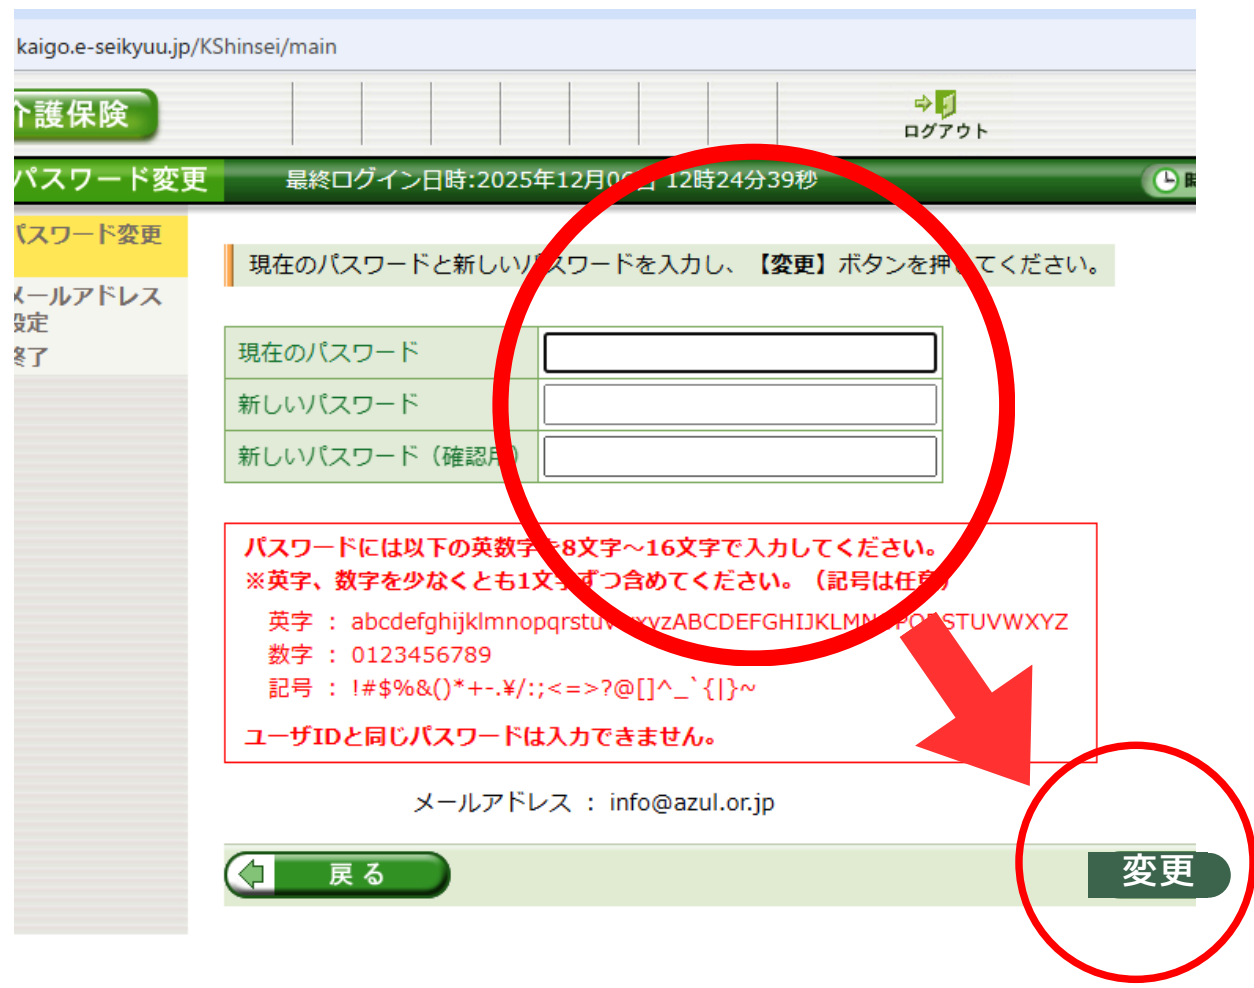 kaigo.e-seikyuu.jp/KShinsei/main
介護保険
ログアウト
パスワード変更
最終ログイン日時:2025年12月0 日 12時24分39秒
パスワード変更
メールアドレス
設定
終了
現在のパスワードと新しいパスワードを入力し、【変更】ボタンを押してください。
現在のパスワード
新しいパスワード
新しいパスワード（確認用）
パスワードには以下の英数字を8文字～16文字で入力してください。
※英字、数字を少なくとも1文字ずつ含めてください。（記号は任意）
英字 : abcdefghijklmnopqrstuvwxyzABCDEFGHIJKLMNOPQRSTUVWXYZ
数字 : 0123456789
記号 : !#$%&()*+-.¥/:;<=>?@[]^_`{|}~
ユーザIDと同じパスワードは入力できません。
メールアドレス : info@azul.or.jp
戻る
変更